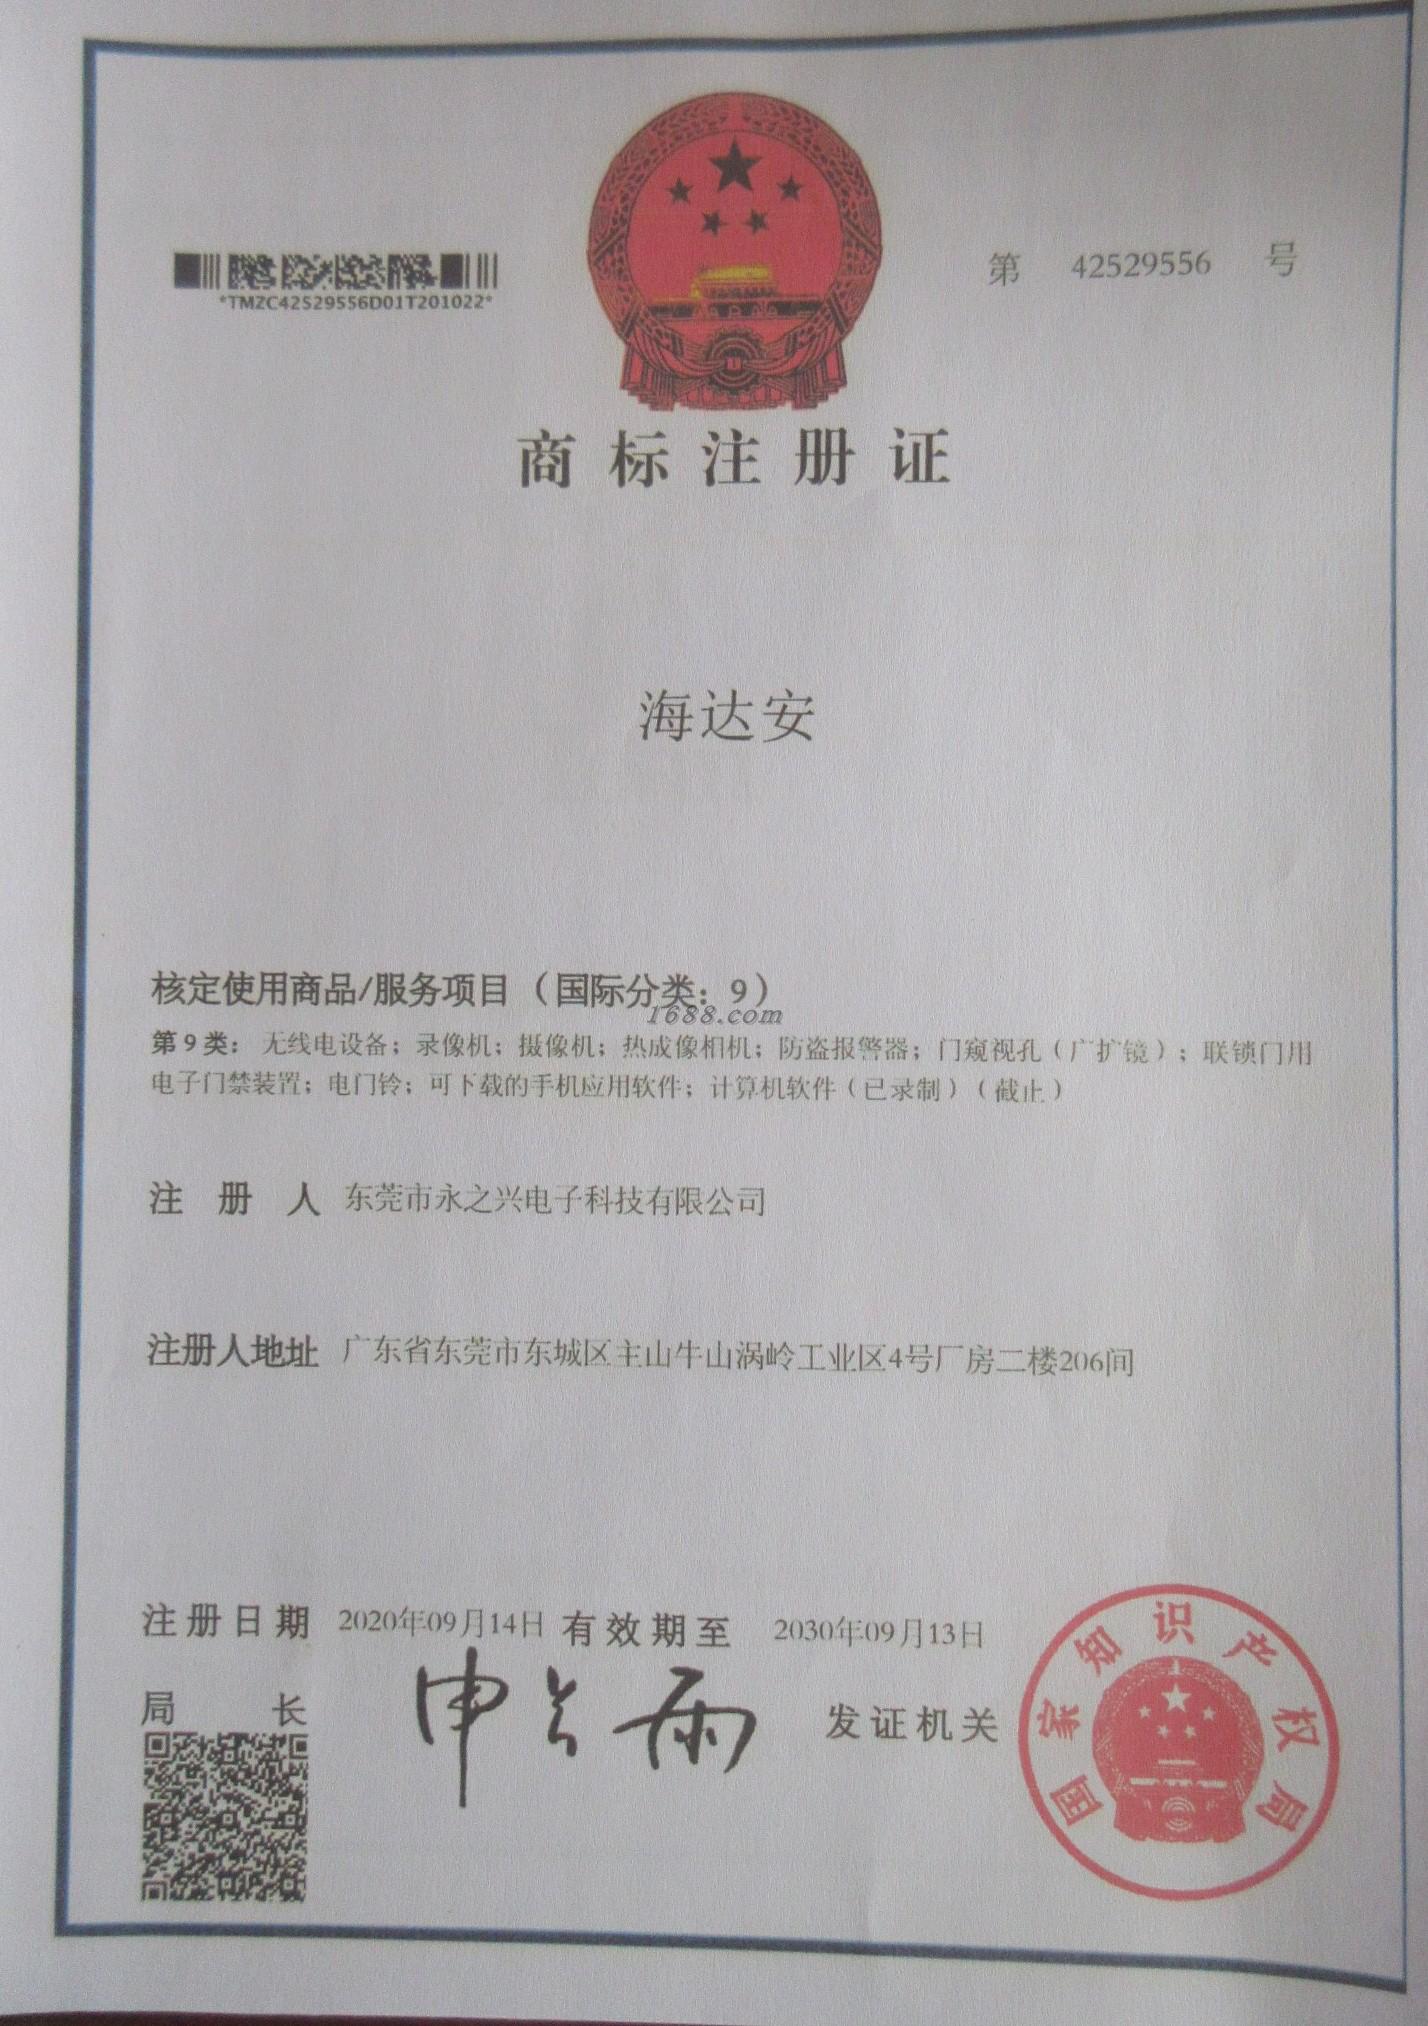 第 42529556 号
*TMZC42529556D01T201022*
商标注册证
海达安
核定使用商品/服务项目（国际分类：9）
1688.com
第9类：无线电设备；录像机；摄像机；热成像相机；防盗报警器；门窥视孔（广扩镜）；联锁门用
电子门禁装置；电门铃；可下载的手机应用软件；计算机软件（已录制）（截止）
注册人 东莞市永之兴电子科技有限公司
注册人地址 广东省东莞市东城区主山牛山涡岭工业区4号厂房二楼206间
注册日期 2020年09月14日 有效期至 2030年09月13日
局长 申长雨 发证机关
国家知识产权局